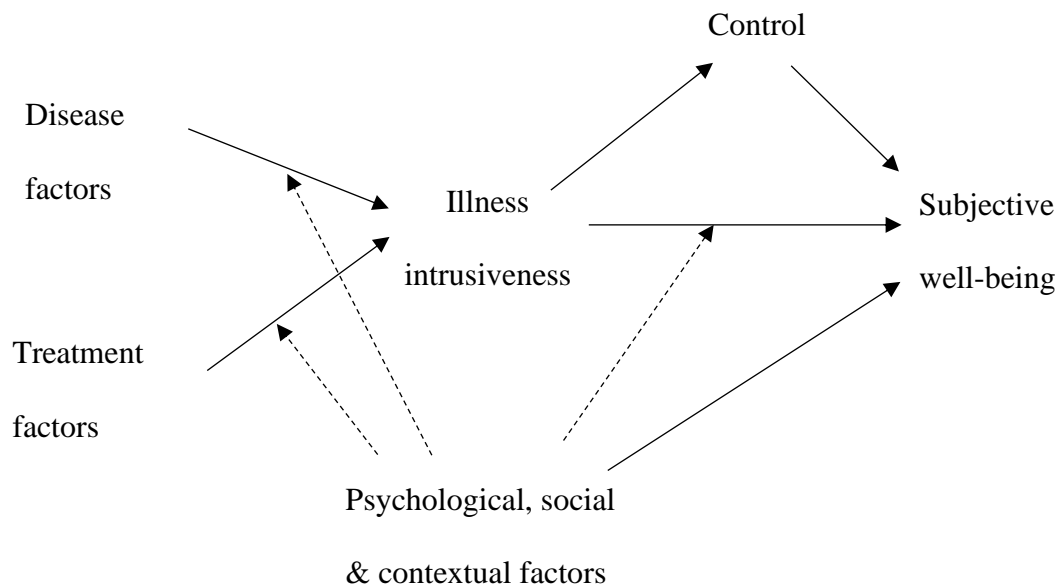 Control
Disease
factors
Illness
intrusiveness
Subjective
well-being
Treatment
factors
Psychological, social
& contextual factors